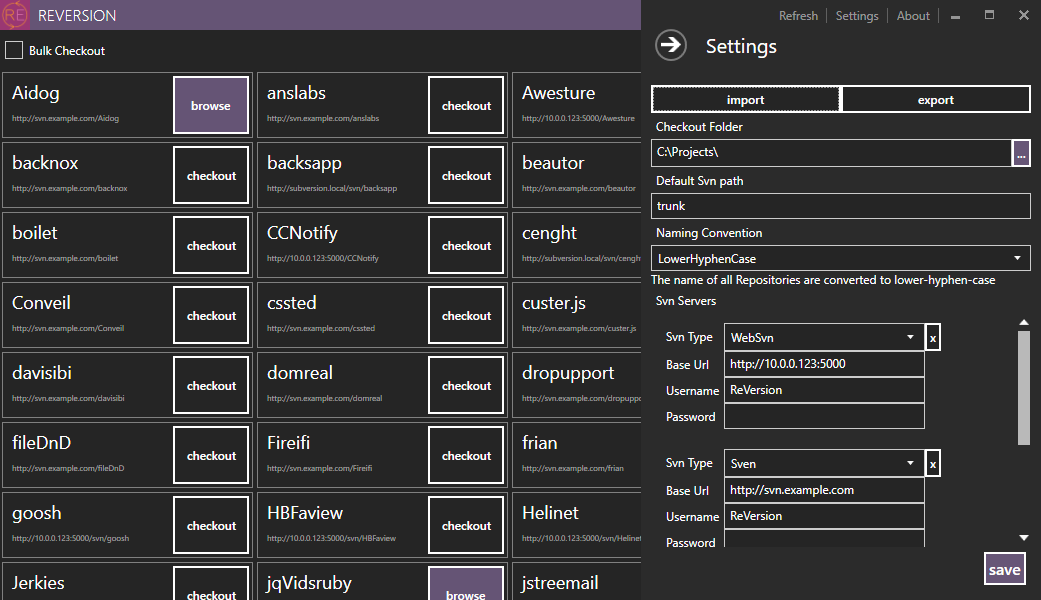 RE REVERSION
Refresh Settings About
Bulk Checkout
Aidog
http://svn.example.com/Aidog
browse
anslabs
http://svn.example.com/anslabs
checkout
Awesture
http://10.0.0.123:5000/Awesture
backnox
http://svn.example.com/backnox
checkout
backsapp
http://subversion.local/svn/backsapp
checkout
beautor
http://svn.example.com/beautor
boilet
http://svn.example.com/boilet
checkout
CCNotify
http://10.0.0.123:5000/CCNotify
checkout
cenght
http://subversion.local/svn/cengh
Conveil
http://svn.example.com/Conveil
checkout
cssted
http://svn.example.com/cssted
checkout
custer.js
http://svn.example.com/custer.js
davisibi
http://svn.example.com/davisibi
checkout
domreal
http://svn.example.com/domreal
checkout
dropupport
http://svn.example.com/dropuppo
fileDnD
http://svn.example.com/fileDnD
checkout
Fireifi
http://svn.example.com/Fireifi
checkout
frian
http://svn.example.com/frian
goosh
http://10.0.0.123:5000/svn/goosh
checkout
HBFaview
http://10.0.0.123:5000/svn/HBFaview
checkout
Helinet
http://10.0.0.123:5000/svn/Helinet
Jerkies
checkout
jqVidsruby
browse
jstreemail
Settings
import
export
Checkout Folder
C:\Projects\
...
Default Svn path
trunk
Naming Convention
LowerHyphenCase
The name of all Repositories are converted to lower-hyphen-case
Svn Servers
Svn Type WebSvn x
Base Url http://10.0.0.123:5000
Username ReVersion
Password
Svn Type Sven x
Base Url http://svn.example.com
Username ReVersion
Password
save